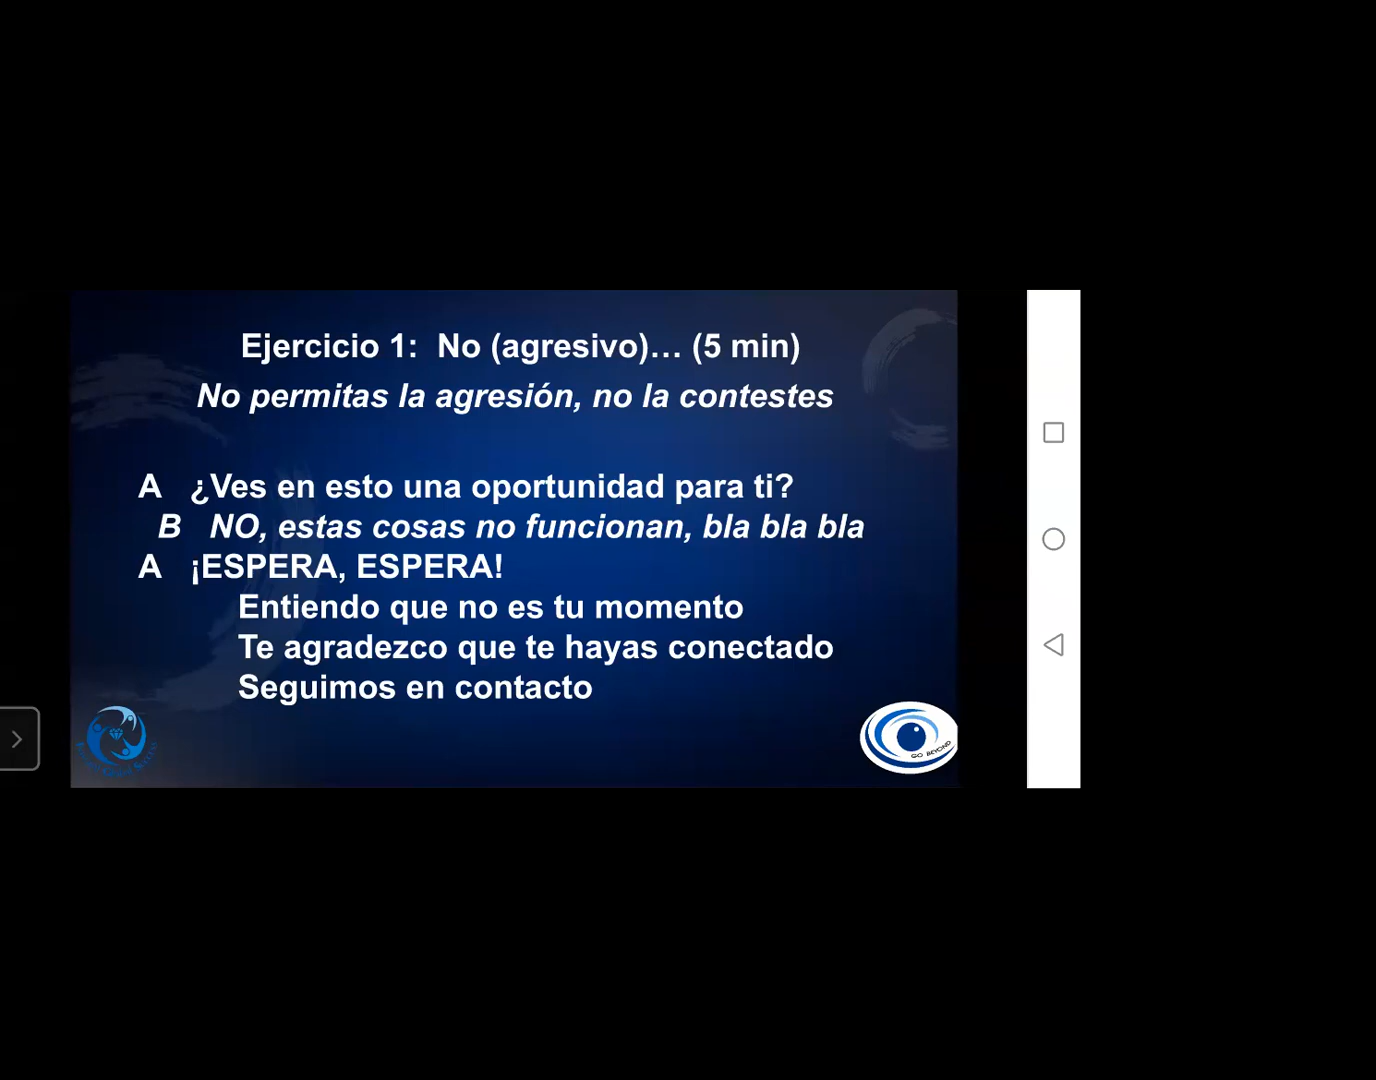 Ejercicio 1:  No (agresivo)... (5 min)
No permitas la agresión, no la contestes
A   ¿Ves en esto una oportunidad para ti?
B   NO, estas cosas no funcionan, bla bla bla
A   ¡ESPERA, ESPERA!
Entiendo que no es tu momento
Te agradezco que te hayas conectado
Seguimos en contacto
GO BEYOND